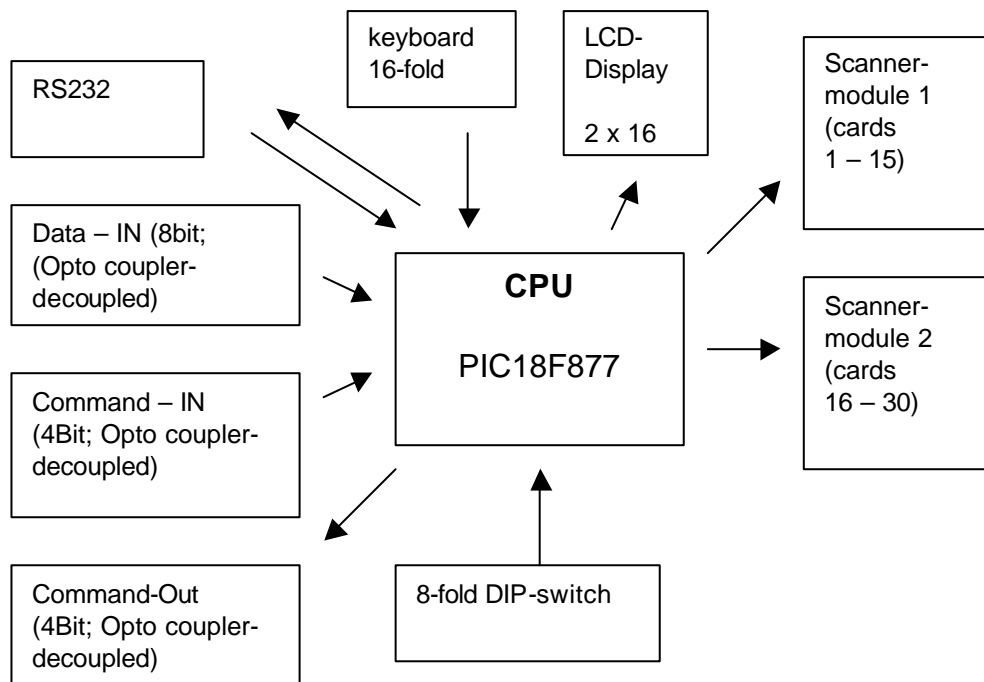 keyboard
16-fold
LCD-
Display
2 x 16
Scanner-
module 1
(cards
1 – 15)
RS232
Data – IN (8bit;
(Opto coupler-
decoupled)
CPU
PIC18F877
Scanner-
module 2
(cards
16 – 30)
Command – IN
(4Bit; Opto coupler-
decoupled)
Command-Out
(4Bit; Opto coupler-
decoupled)
8-fold DIP-switch